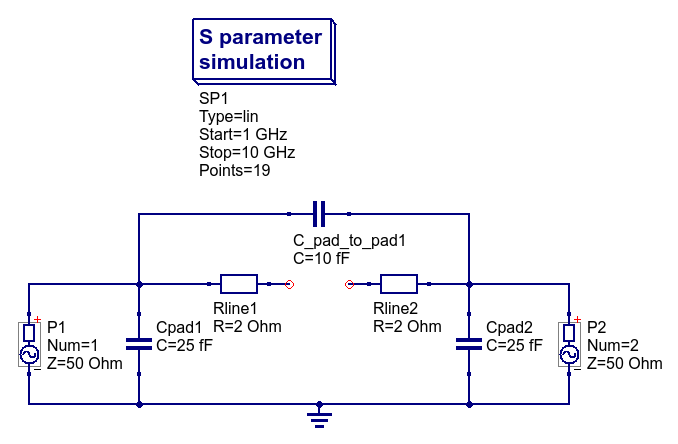 S parameter
simulation
SP1
Type=lin
Start=1 GHz
Stop=10 GHz
Points=19
C_pad_to_pad1
C=10 fF
Rline1
R=2 Ohm
Rline2
R=2 Ohm
P1
Num=1
Z=50 Ohm
Cpad1
C=25 fF
Cpad2
C=25 fF
P2
Num=2
Z=50 Ohm